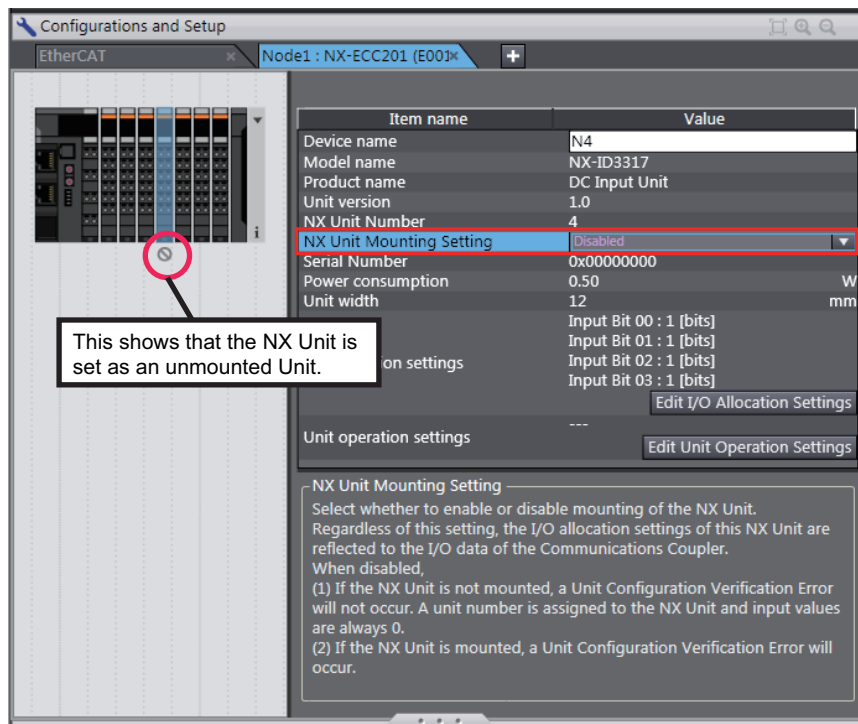 Configurations and Setup
EtherCAT
Node1 : NX-ECC201 (E001
Item name Value
Device name N4
Model name NX-ID3317
Product name DC Input Unit
Unit version 1.0
NX Unit Number 4
NX Unit Mounting Setting Disabled
Serial Number 0x00000000
Power consumption 0.50 W
Unit width 12 mm
Input Bit 00 : 1 [bits]
Input Bit 01 : 1 [bits]
on settings Input Bit 02 : 1 [bits]
Input Bit 03 : 1 [bits]
Edit I/O Allocation Settings
Unit operation settings ---
Edit Unit Operation Settings
This shows that the NX Unit is
set as an unmounted Unit.
NX Unit Mounting Setting
Select whether to enable or disable mounting of the NX Unit.
Regardless of this setting, the I/O allocation settings of this NX Unit are
reflected to the I/O data of the Communications Coupler.
When disabled,
(1) If the NX Unit is not mounted, a Unit Configuration Verification Error
will not occur. A unit number is assigned to the NX Unit and input values
are always 0.
(2) If the NX Unit is mounted, a Unit Configuration Verification Error will
occur.